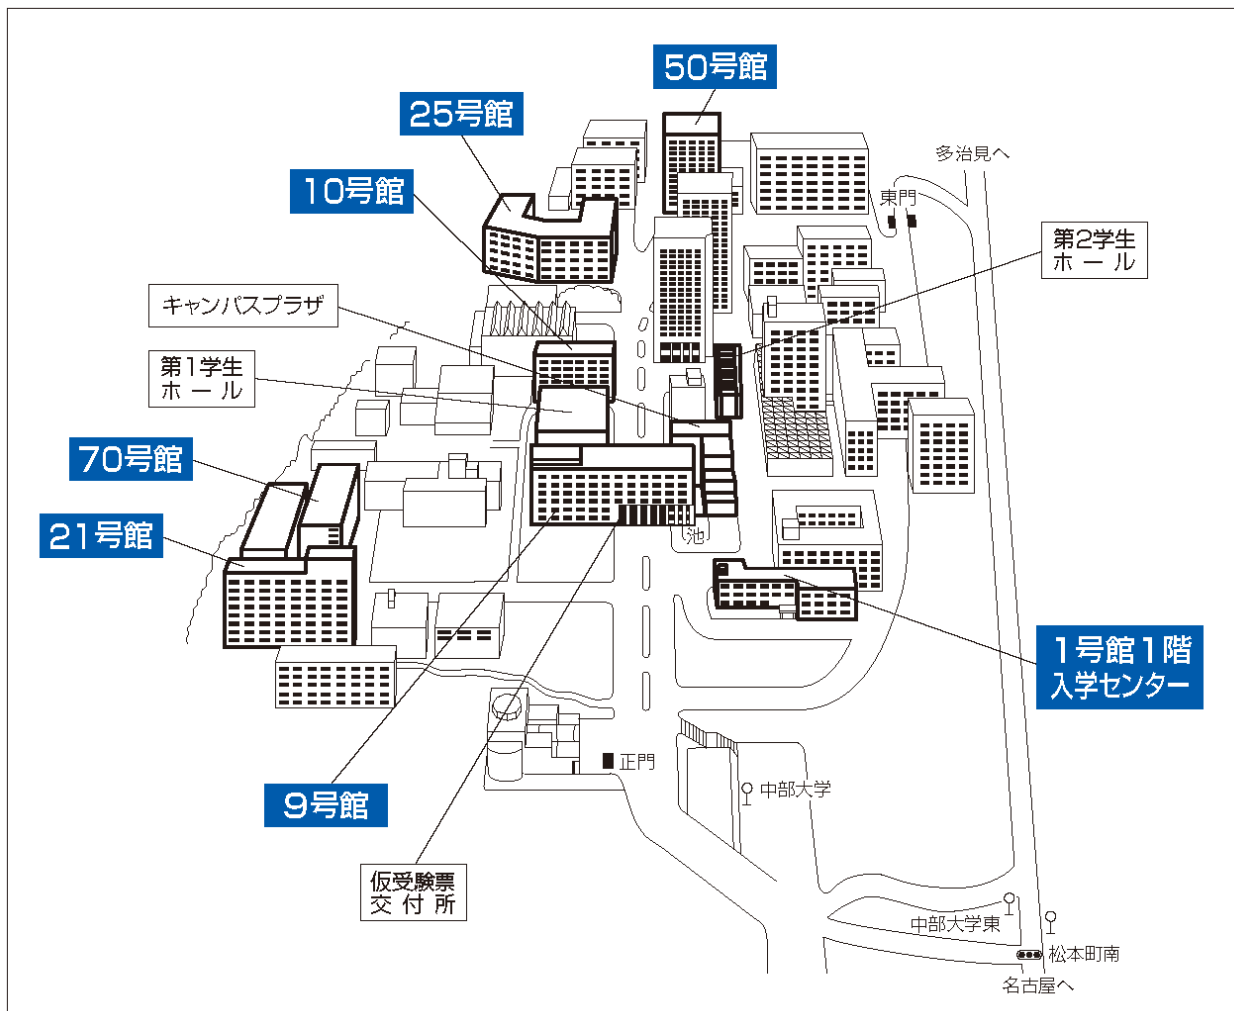 50号館
25号館
多治見へ
10号館
東門
第2学生
ホール
キャンパスプラザ
第1学生
ホール
70号館
21号館
池
1号館1階
入学センター
正門
中部大学
9号館
仮受験票
交付所
中部大学東
松本町南
名古屋へ